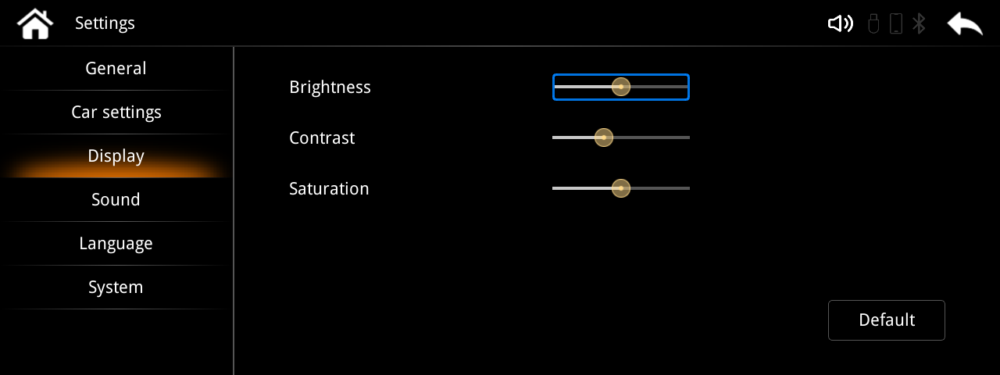 Settings
General
Car settings
Display
Sound
Language
System
Brightness
Contrast
Saturation
Default